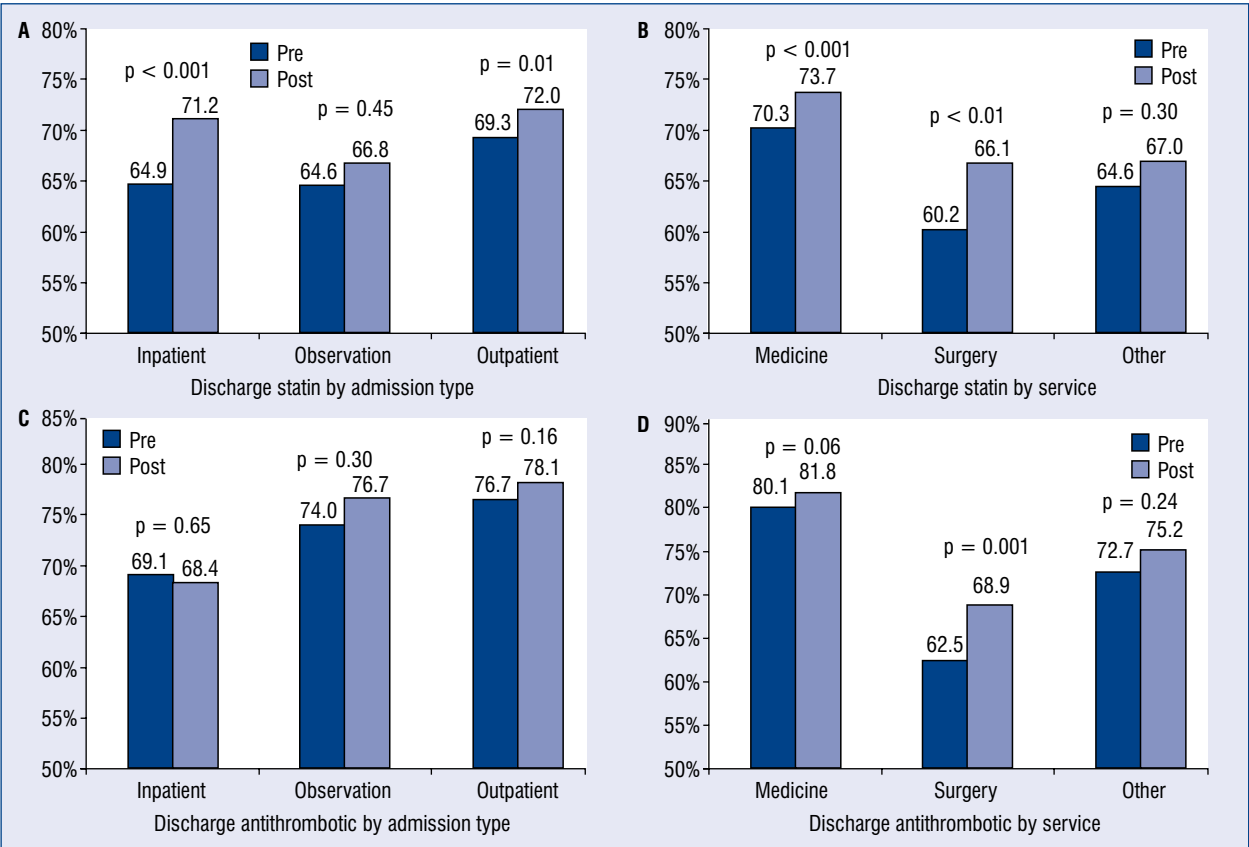 A
80%
75%
70%
65%
60%
55%
50%
Pre
Post
p < 0.001
p = 0.45
p = 0.01
64.9
71.2
64.6
66.8
69.3
72.0
Inpatient
Observation
Outpatient
Discharge statin by admission type
B
80%
75%
70%
65%
60%
55%
50%
Pre
Post
p < 0.001
p < 0.01
p = 0.30
70.3
73.7
60.2
66.1
64.6
67.0
Medicine
Surgery
Other
Discharge statin by service
C
85%
80%
75%
70%
65%
60%
55%
50%
Pre
Post
p = 0.65
p = 0.30
p = 0.16
69.1
68.4
74.0
76.7
76.7
78.1
Inpatient
Observation
Outpatient
Discharge antithrombotic by admission type
D
90%
85%
80%
75%
70%
65%
60%
55%
50%
Pre
Post
p = 0.06
p = 0.001
p = 0.24
80.1
81.8
62.5
68.9
72.7
75.2
Medicine
Surgery
Other
Discharge antithrombotic by service